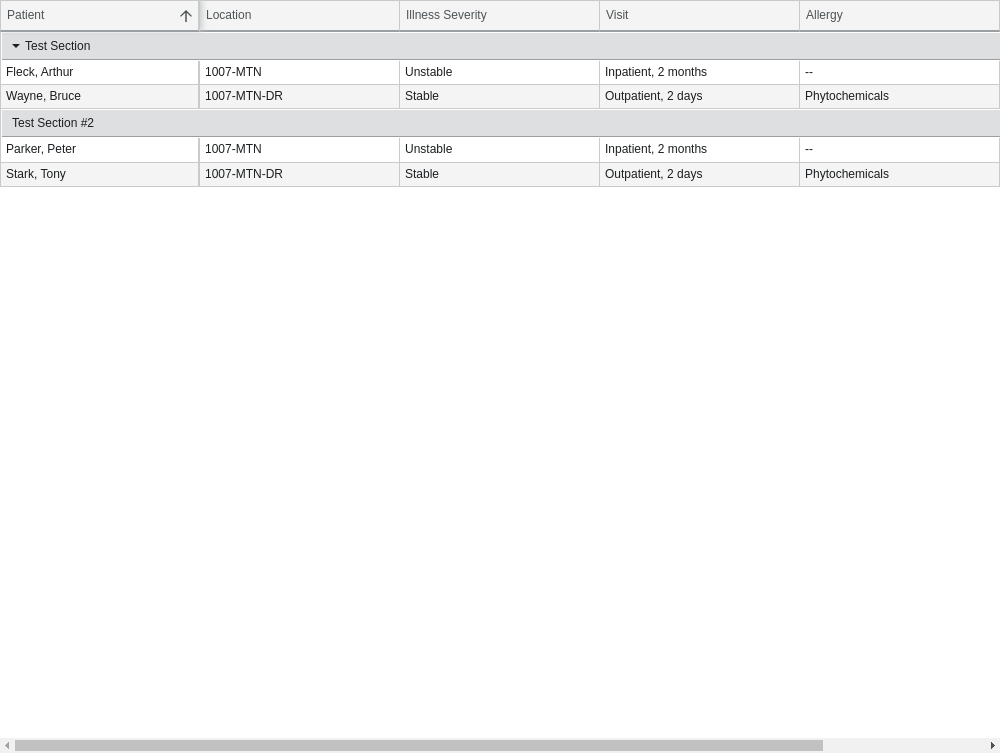 Patient Location Illness Severity Visit Allergy
Test Section
Fleck, Arthur 1007-MTN Unstable Inpatient, 2 months --
Wayne, Bruce 1007-MTN-DR Stable Outpatient, 2 days Phytochemicals
Test Section #2
Parker, Peter 1007-MTN Unstable Inpatient, 2 months --
Stark, Tony 1007-MTN-DR Stable Outpatient, 2 days Phytochemicals